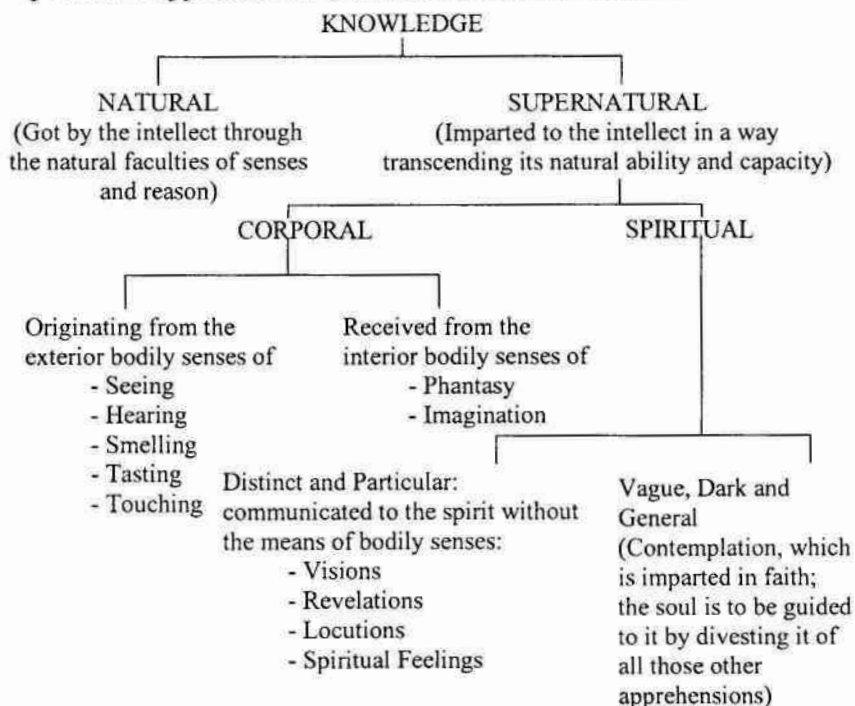 KNOWLEDGE
NATURAL
(Got by the intellect through
the natural faculties of senses
and reason)
SUPERNATURAL
(Imparted to the intellect in a way
transcending its natural ability and capacity)
CORPORAL
SPIRITUAL
Originating from the
exterior bodily senses of
- Seeing
- Hearing
- Smelling
- Tasting
- Touching
Received from the
interior bodily senses of
- Phantasy
- Imagination
Distinct and Particular:
communicated to the spirit without
the means of bodily senses:
- Visions
- Revelations
- Locutions
- Spiritual Feelings
Vague, Dark and
General
(Contemplation, which
is imparted in faith;
the soul is to be guided
to it by divesting it of
all those other
apprehensions)